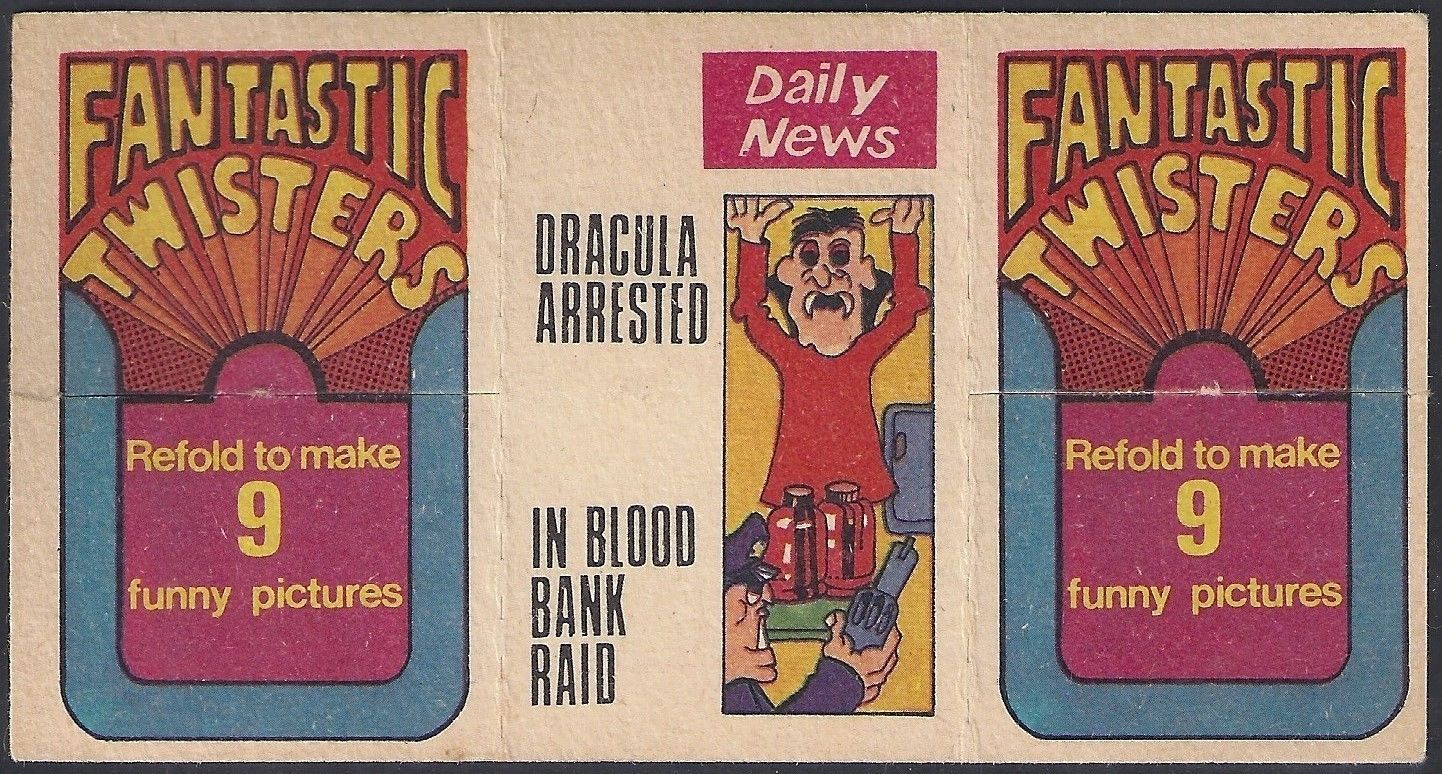 FANTASTIC
TWISTERS
Refold to make
9
funny pictures
Daily
News
DRACULA
ARRESTED
IN BLOOD
BANK
RAID
FANTASTIC
TWISTERS
Refold to make
9
funny pictures